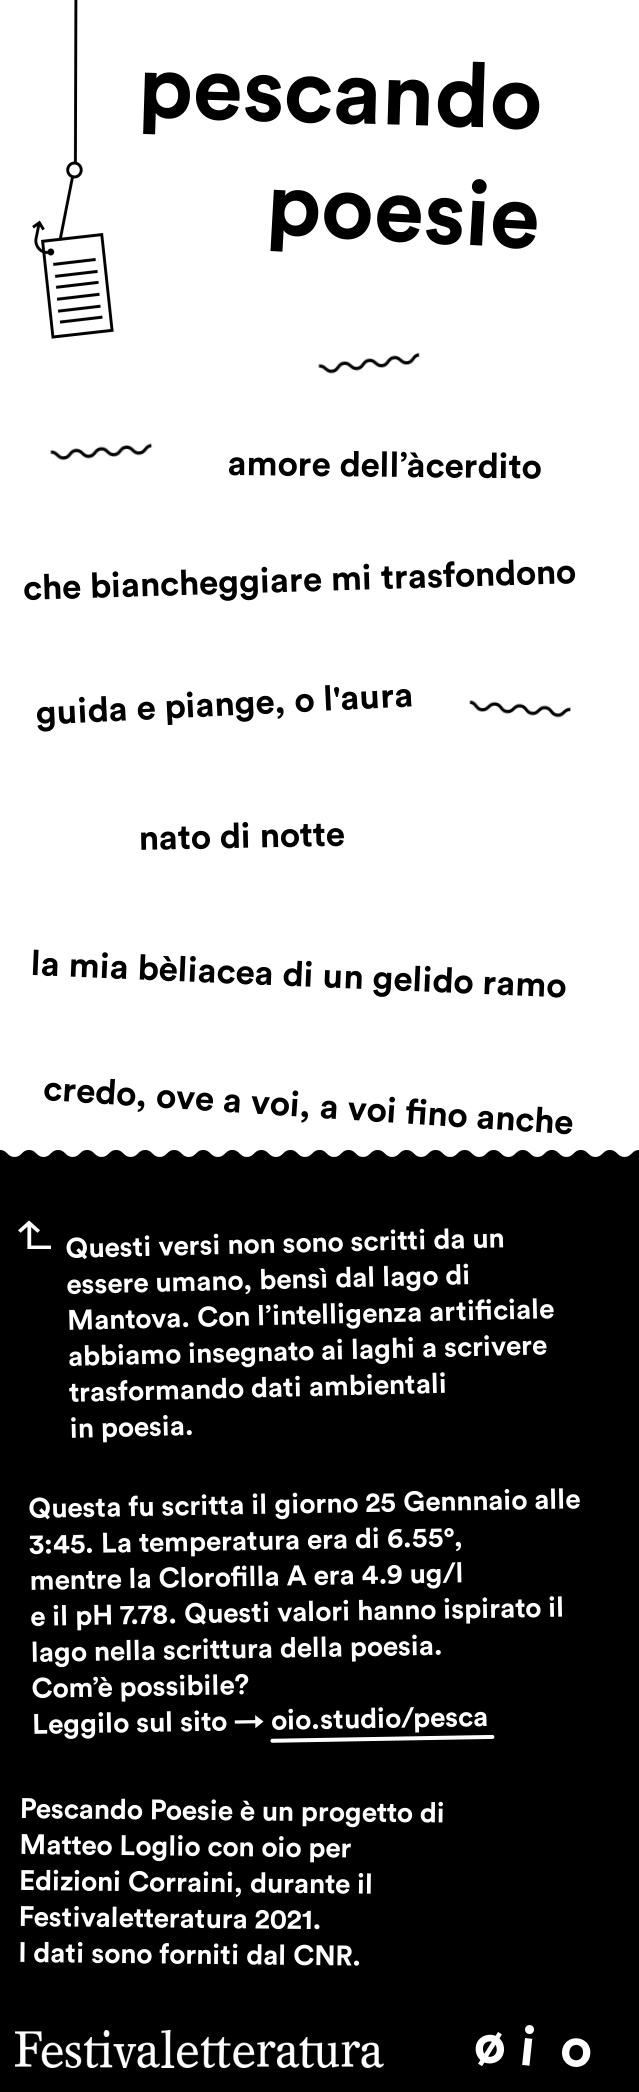 pescando
poesie
amore dell’àcerdito
che biancheggiare mi trasfondono
guida e piange, o l'aura
nato di notte
la mia bèliacea di un gelido ramo
credo, ove a voi, a voi fino anche
Questi versi non sono scritti da un
essere umano, bensì dal lago di
Mantova. Con l’intelligenza artificiale
abbiamo insegnato ai laghi a scrivere
trasformando dati ambientali
in poesia.
Questa fu scritta il giorno 25 Gennnaio alle
3:45. La temperatura era di 6.55°,
mentre la Clorofilla A era 4.9 ug/l
e il pH 7.78. Questi valori hanno ispirato il
lago nella scrittura della poesia.
Com’è possibile?
Leggilo sul sito → oio.studio/pesca
Pescando Poesie è un progetto di
Matteo Loglio con oio per
Edizioni Corraini, durante il
Festivaletteratura 2021.
I dati sono forniti dal CNR.
Festivaletteratura øio